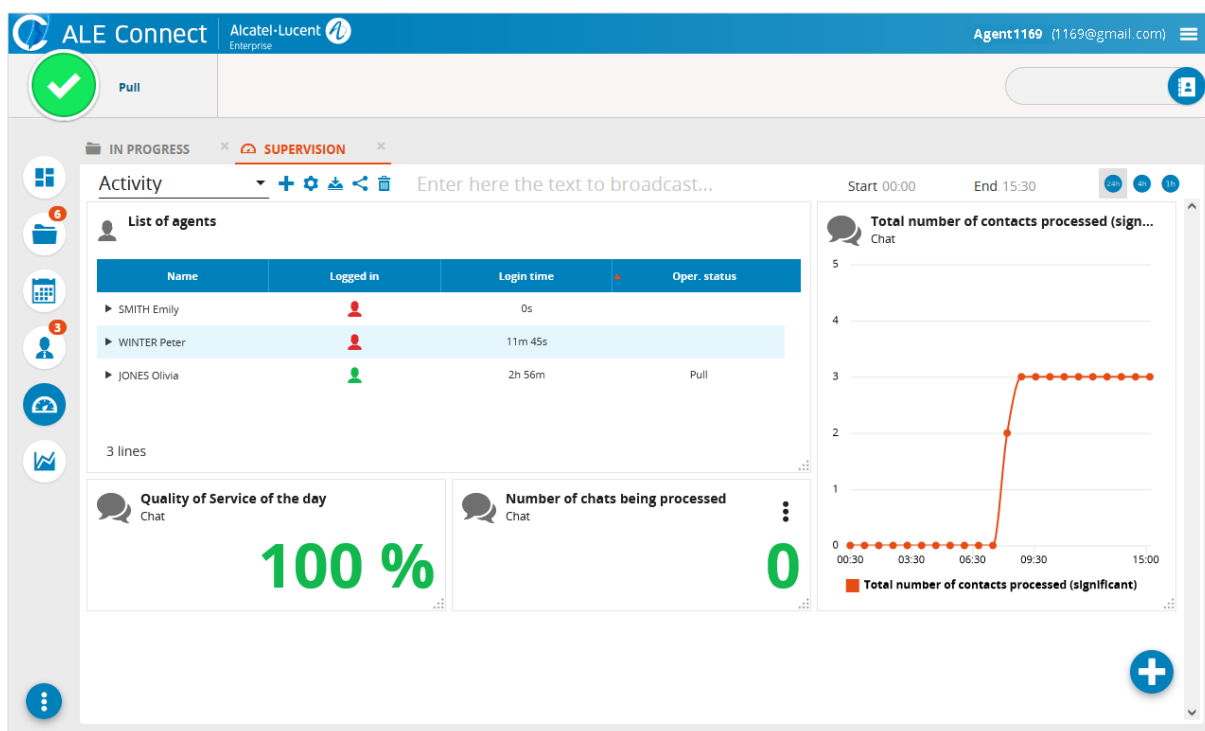 ALE Connect
Alcatel·Lucent
Enterprise
Agent1169 (1169@gmail.com)
Pull
IN PROGRESS
×
SUPERVISION
×
Activity
Enter here the text to broadcast...
Start 00:00
End 15:30
24h
4h
1h
6
3
List of agents
Name Logged in Login time Oper. status
SMITH Emily 0s
WINTER Peter 11m 45s
JONES Olivia 2h 56m Pull
3 lines
Total number of contacts processed (sign...
Chat
5
4
3
2
1
0
00:30 03:30 06:30 09:30 15:00
Total number of contacts processed (significant)
Quality of Service of the day
Chat
100 %
Number of chats being processed
Chat
0